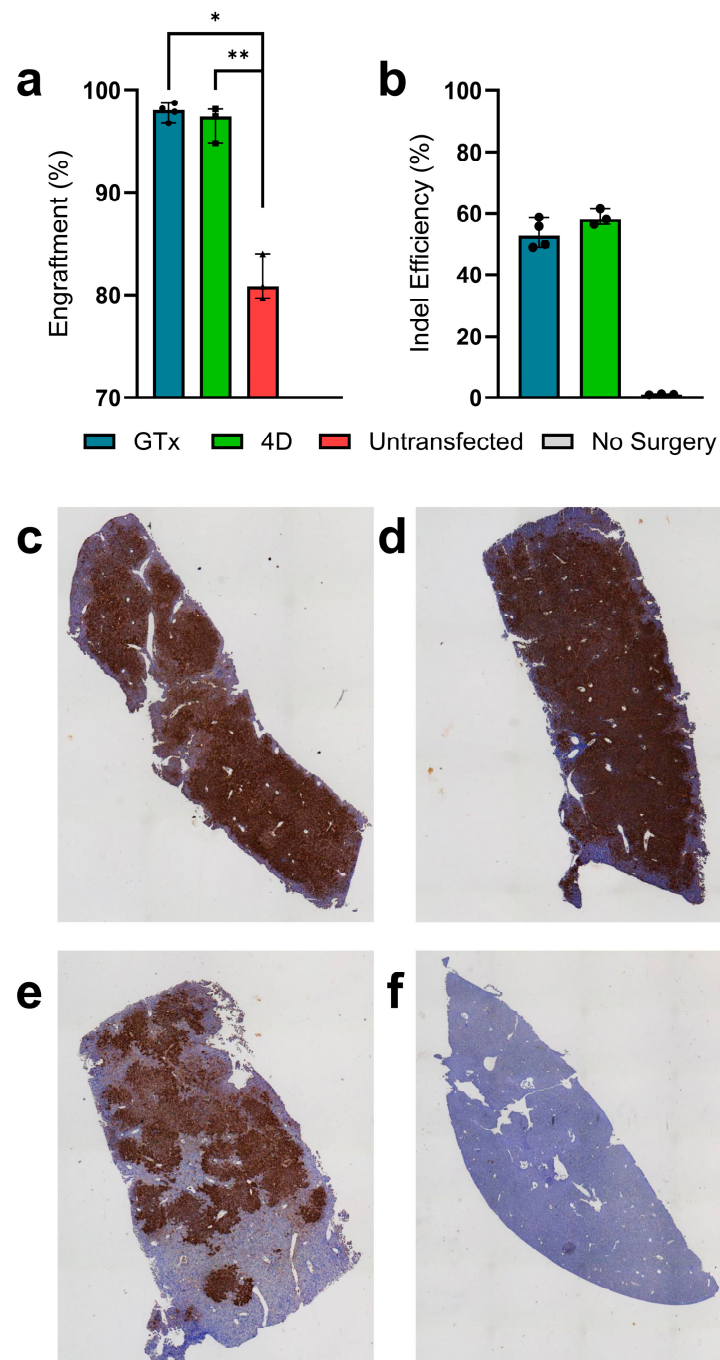 a
*
**
100
90
80
70
Engraftment (%)
b
100
80
60
40
20
0
Indel Efficiency (%)
GTx 4D Untransfected No Surgery
c
d
e
f